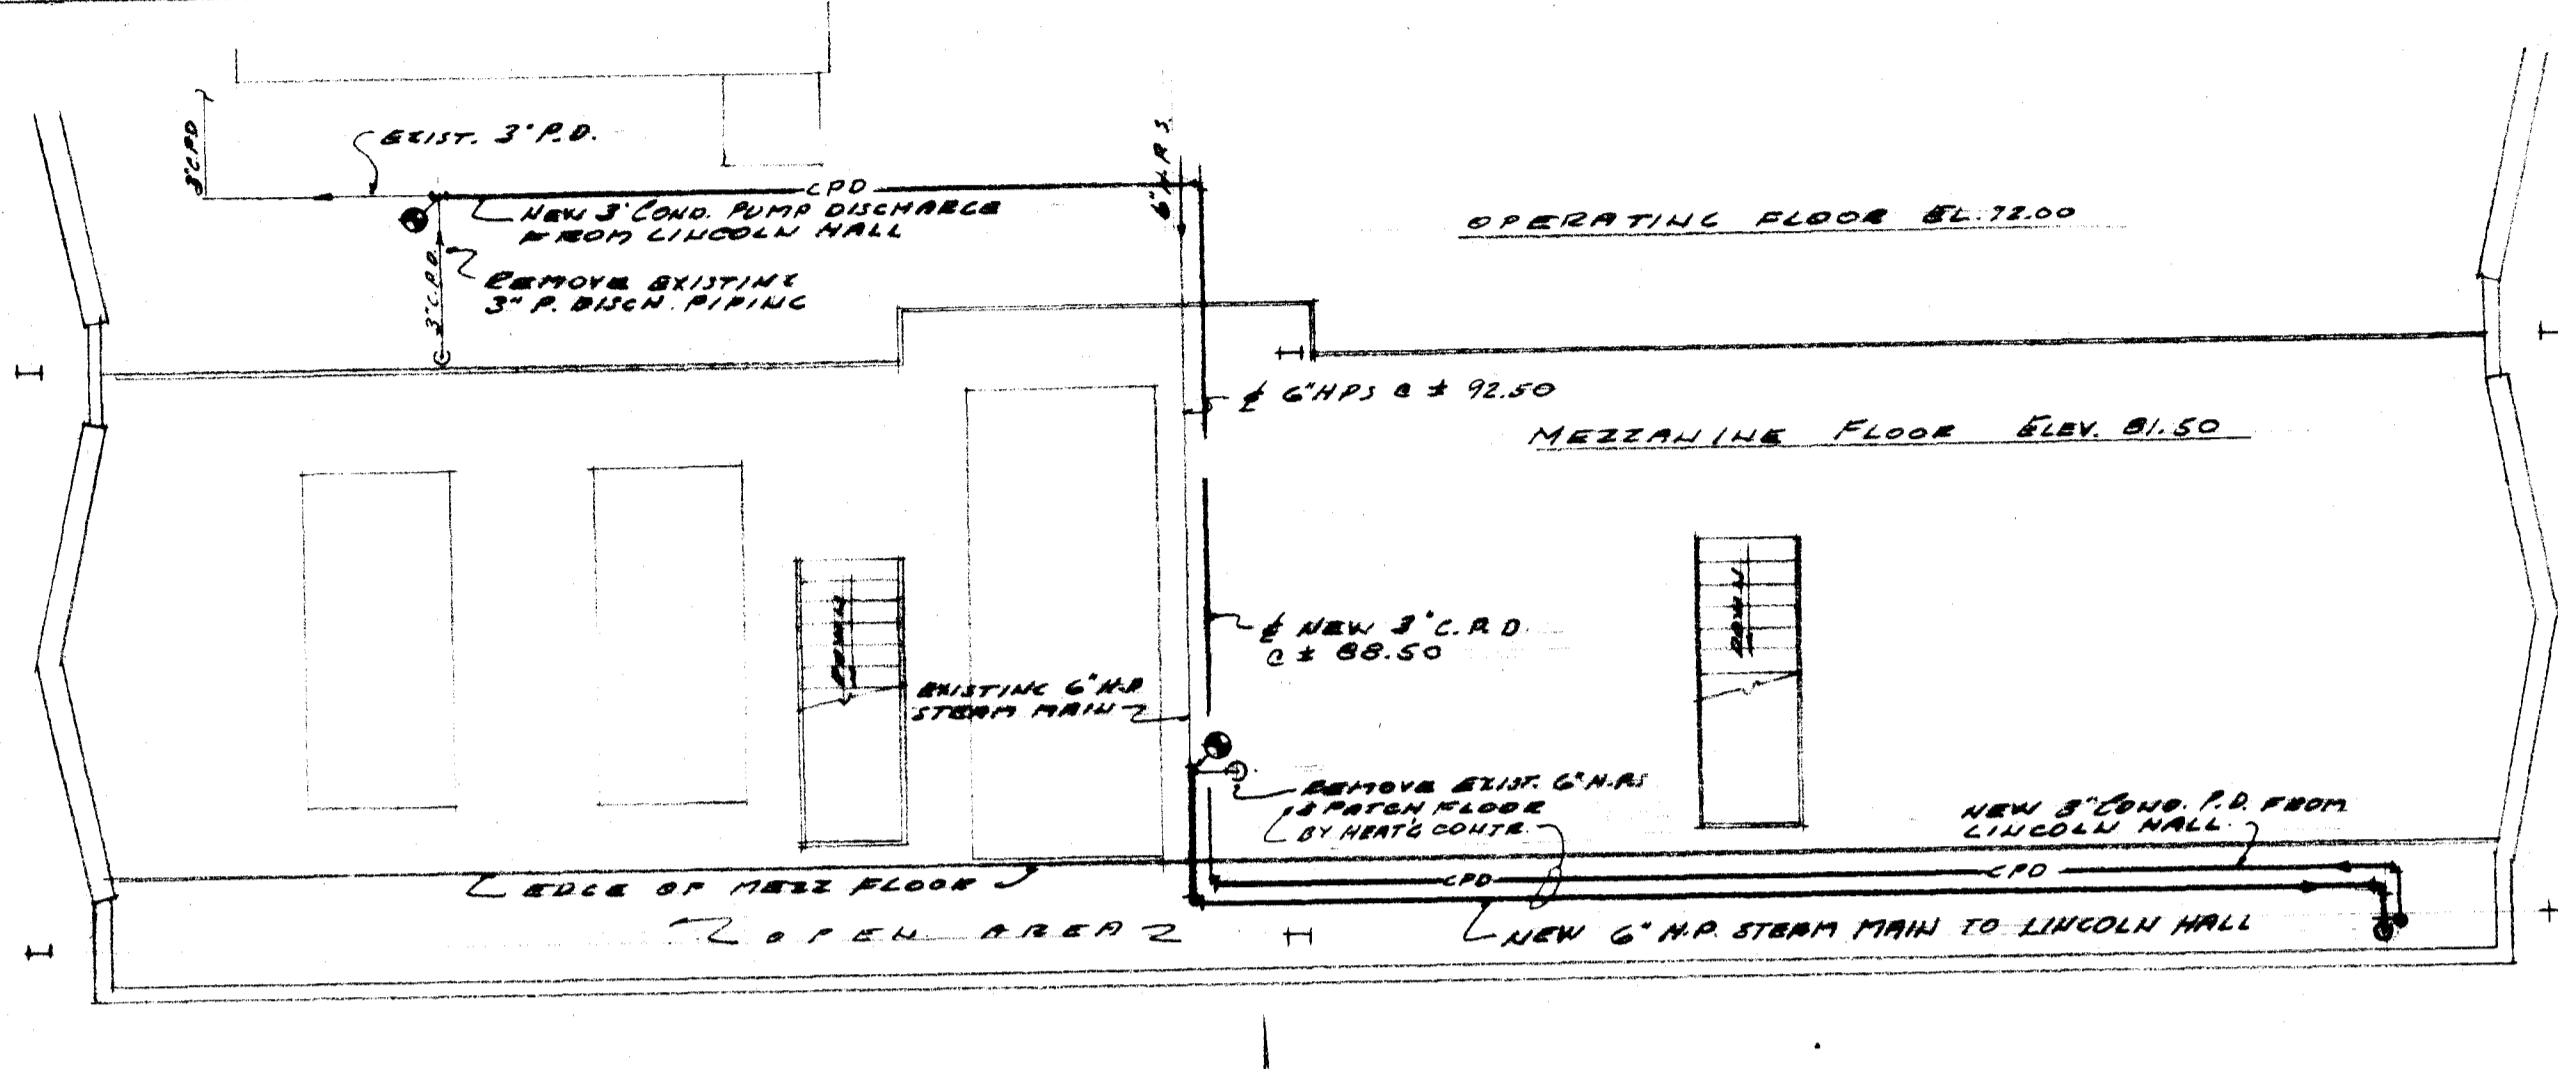 EXIST. 3" P.D.
3" C.P.D
CPD
6" H.P.S.
NEW 3" COND. PUMP DISCHARGE
FROM LINCOLN HALL
OPERATING FLOOR EL. 72.00
REMOVE EXISTING
3" P. DISCH. PIPING
3" C.P.D.
℄ 6" HPS @ ± 92.50
MEZZANINE FLOOR ELEV. 81.50
DOWN
DOWN
℄ NEW 3" C.P.D.
@ ± 88.50
EXISTING 6" H.P.
STEAM MAIN
REMOVE EXIST. 6" H.P.S
& PATCH FLOOR
BY HEAT'G CONTR.
NEW 3" COND. P.D. FROM
LINCOLN HALL
CPD
CPD
EDGE OF MEZZ FLOOR
OPEN AREA
NEW 6" H.P. STEAM MAIN TO LINCOLN HALL